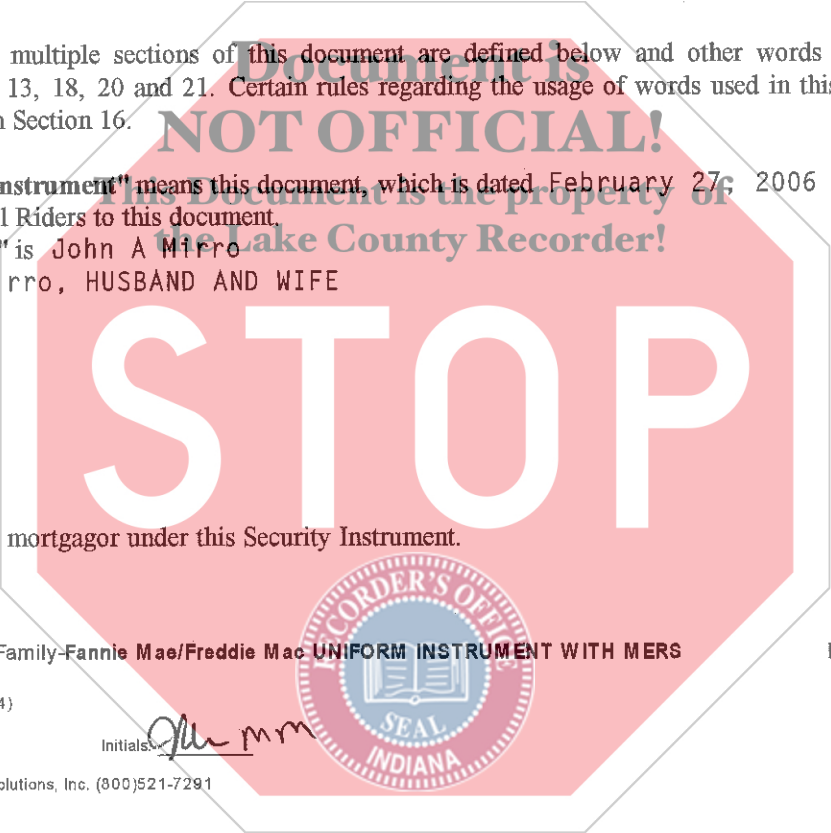 multiple sections of this document are defined below and other words
13, 18, 20 and 21. Certain rules regarding the usage of words used in this
Section 16.
Document is
NOT OFFICIAL!
This Document is the property of
the Lake County Recorder!
nstrument" means this document, which is dated February 27, 2006
Riders to this document.
" is John A Mirro
rro, HUSBAND AND WIFE
STOP
mortgagor under this Security Instrument.
Family-Fannie Mae/Freddie Mac UNIFORM INSTRUMENT WITH MERS
4)
Initials: MM
olutions, Inc. (800)521-7291
RECORDER'S OFFICE
SEAL
INDIANA